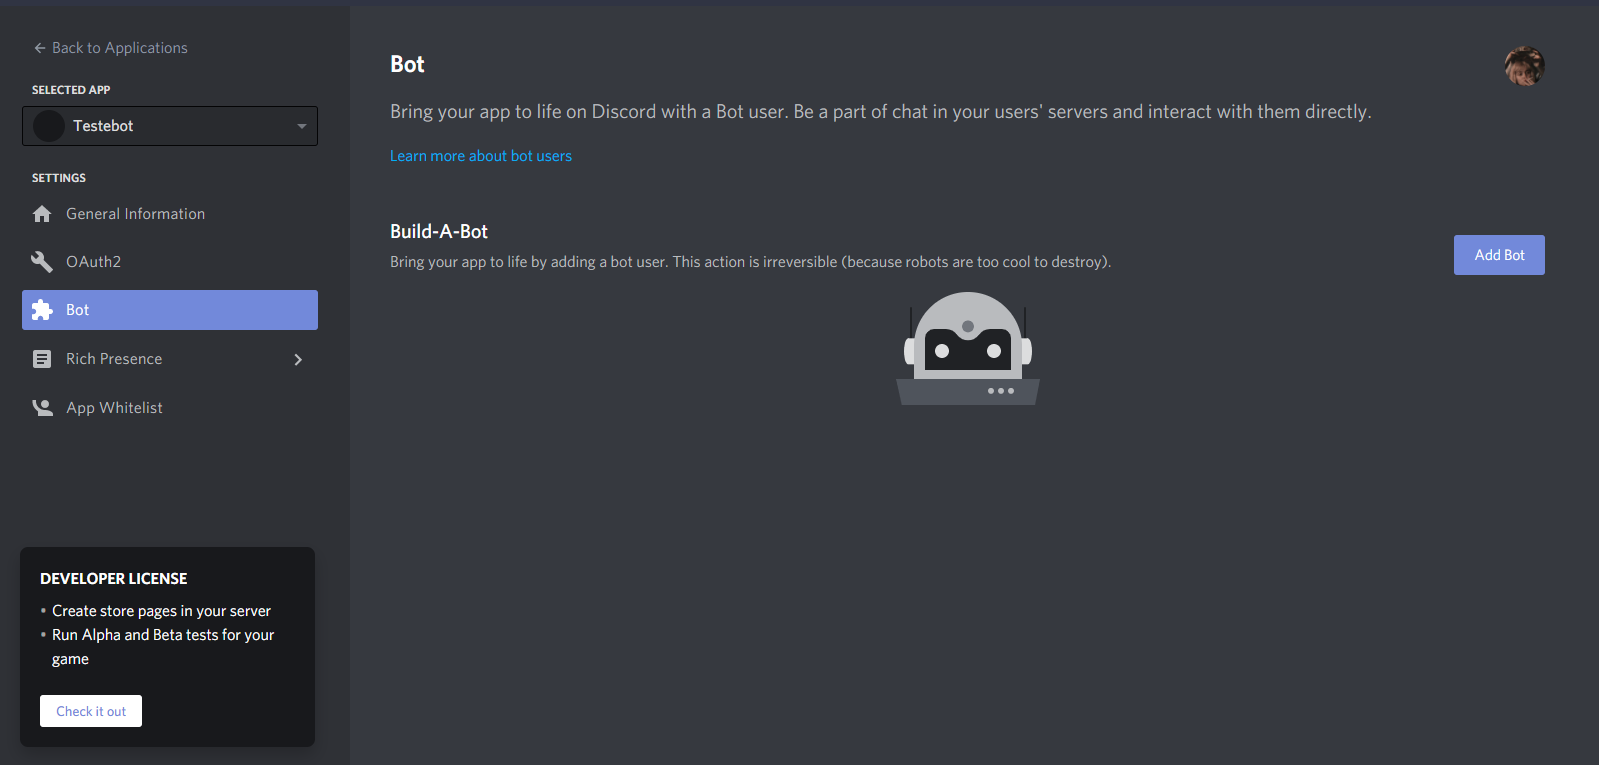 Back to Applications
SELECTED APP
Testebot
SETTINGS
General Information
OAuth2
Bot
Rich Presence
App Whitelist
DEVELOPER LICENSE
• Create store pages in your server
• Run Alpha and Beta tests for your
game
Check it out
Bot
Bring your app to life on Discord with a Bot user. Be a part of chat in your users' servers and interact with them directly.
Learn more about bot users
Build-A-Bot
Bring your app to life by adding a bot user. This action is irreversible (because robots are too cool to destroy).
Add Bot